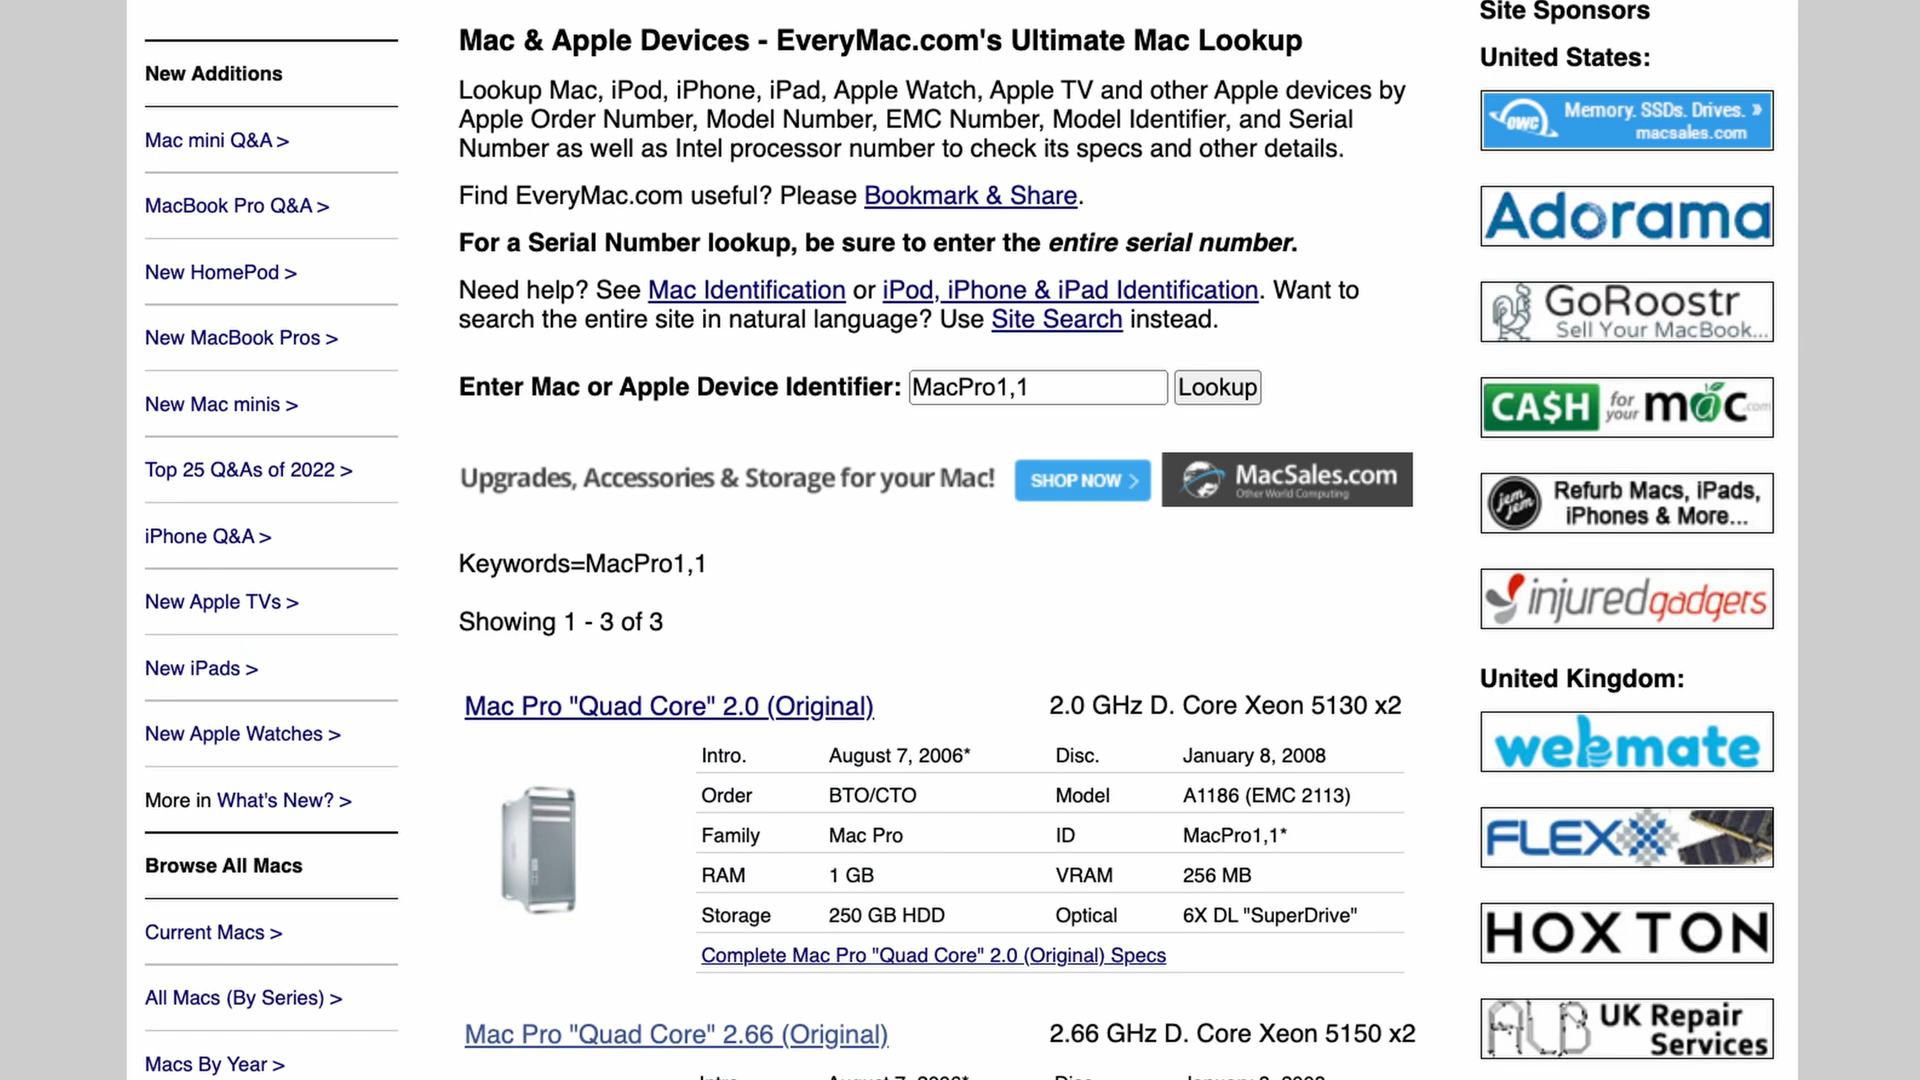 New Additions
Mac mini Q&A >
MacBook Pro Q&A >
New HomePod >
New MacBook Pros >
New Mac minis >
Top 25 Q&As of 2022 >
iPhone Q&A >
New Apple TVs >
New iPads >
New Apple Watches >
More in What's New? >
Browse All Macs
Current Macs >
All Macs (By Series) >
Macs By Year >
Mac & Apple Devices - EveryMac.com's Ultimate Mac Lookup
Lookup Mac, iPod, iPhone, iPad, Apple Watch, Apple TV and other Apple devices by
Apple Order Number, Model Number, EMC Number, Model Identifier, and Serial
Number as well as Intel processor number to check its specs and other details.
Find EveryMac.com useful? Please Bookmark & Share.
For a Serial Number lookup, be sure to enter the entire serial number.
Need help? See Mac Identification or iPod, iPhone & iPad Identification. Want to
search the entire site in natural language? Use Site Search instead.
Enter Mac or Apple Device Identifier: MacPro1,1 Lookup
Upgrades, Accessories & Storage for your Mac! SHOP NOW > MacSales.com
Other World Computing
Keywords=MacPro1,1
Showing 1 - 3 of 3
Mac Pro "Quad Core" 2.0 (Original) 2.0 GHz D. Core Xeon 5130 x2
Intro. August 7, 2006* Disc. January 8, 2008
Order BTO/CTO Model A1186 (EMC 2113)
Family Mac Pro ID MacPro1,1*
RAM 1 GB VRAM 256 MB
Storage 250 GB HDD Optical 6X DL "SuperDrive"
Complete Mac Pro "Quad Core" 2.0 (Original) Specs
Mac Pro "Quad Core" 2.66 (Original) 2.66 GHz D. Core Xeon 5150 x2
Intro. August 7, 2006* Disc. January 8, 2008
Site Sponsors
United States:
OWC Memory. SSDs. Drives. »
macsales.com
Adorama
GoRoostr
Sell Your MacBook...
CA$H for your mac.com
jem jem Refurb Macs, iPads,
iPhones & More...
injuredgadgets
United Kingdom:
webmate
FLEXX
HOXTON
ALB UK Repair
Services